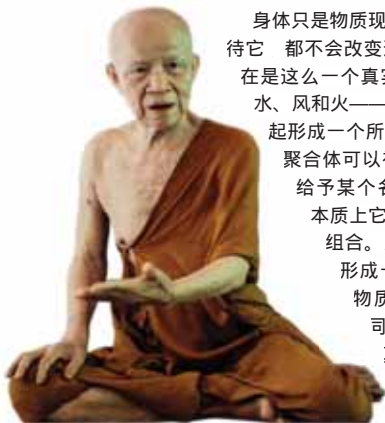 身体只是物质现
待它 都不会改变
在是这么一个真实
水、风和火——
起形成一个所
聚合体可以
给予某个
本质上它
组合。
形成
物质
司